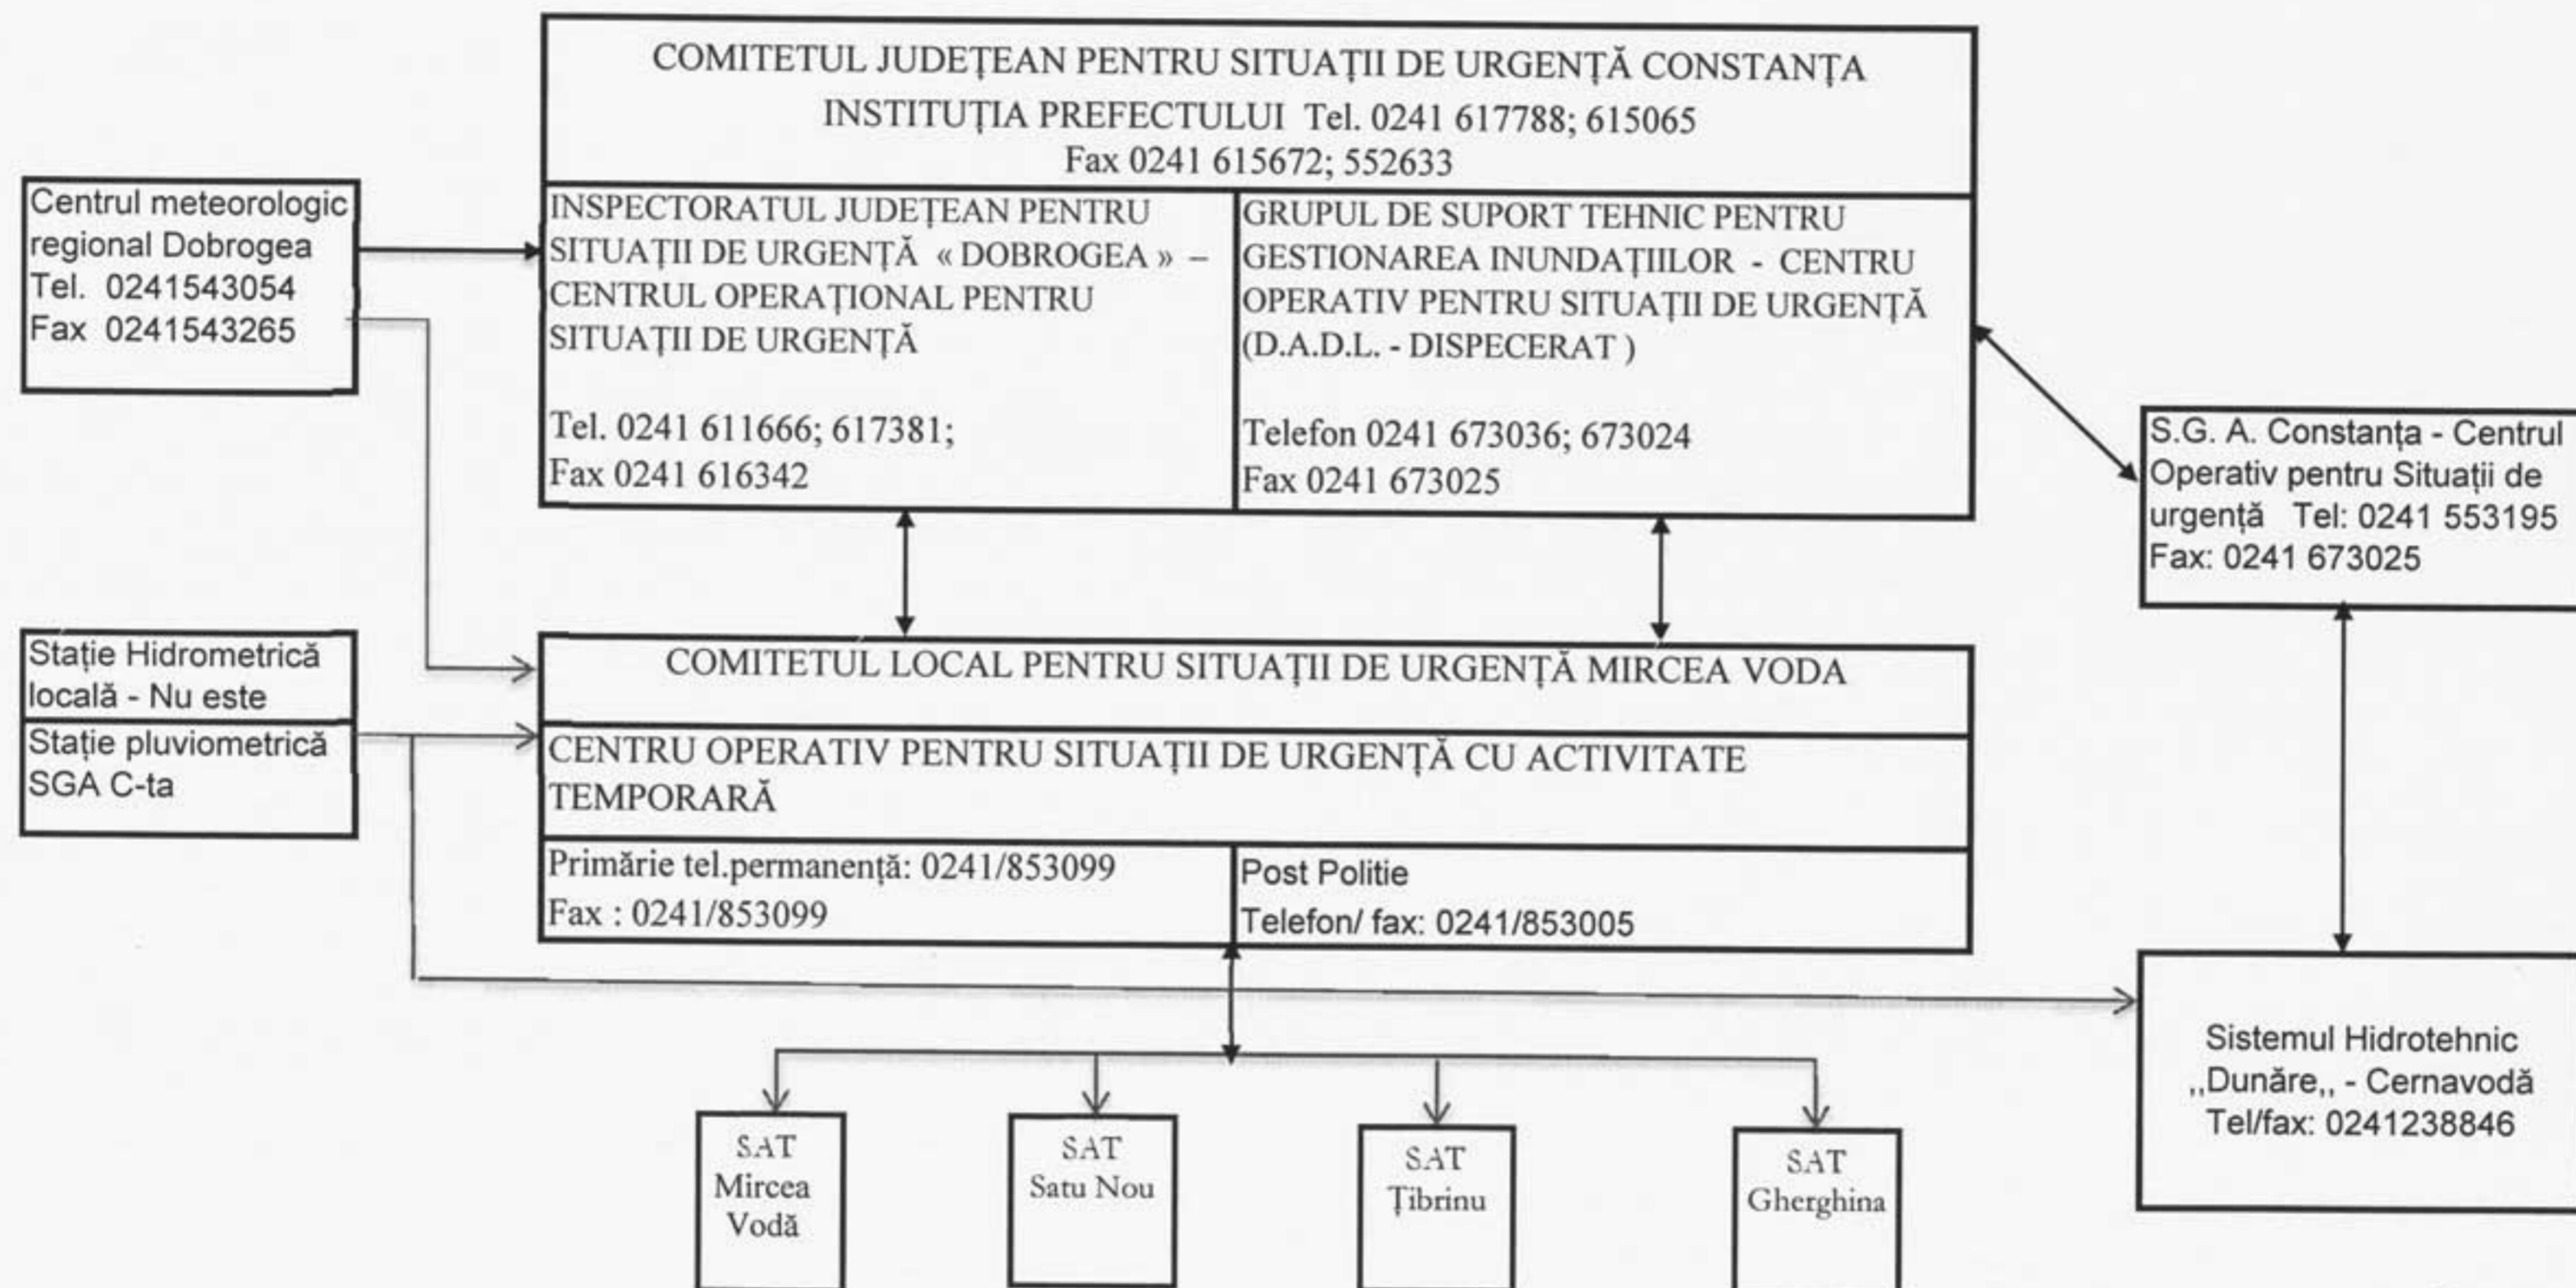 COMITETUL JUDEȚEAN PENTRU SITUAȚII DE URGENȚĂ CONSTANȚA
INSTITUȚIA PREFECTULUI Tel. 0241 617788; 615065
Fax 0241 615672; 552633
Centrul meteorologic
regional Dobrogea
Tel. 0241543054
Fax 0241543265
INSPECTORATUL JUDEȚEAN PENTRU
SITUAȚII DE URGENȚĂ « DOBROGEA » –
CENTRUL OPERAȚIONAL PENTRU
SITUAȚII DE URGENȚĂ
Tel. 0241 611666; 617381;
Fax 0241 616342
GRUPUL DE SUPORT TEHNIC PENTRU
GESTIONAREA INUNDAȚIILOR - CENTRU
OPERATIV PENTRU SITUAȚII DE URGENȚĂ
(D.A.D.L. - DISPECERAT )
Telefon 0241 673036; 673024
Fax 0241 673025
S.G. A. Constanța - Centrul
Operativ pentru Situații de
urgență Tel: 0241 553195
Fax: 0241 673025
Stație Hidrometrică
locală - Nu este
Stație pluviometrică
SGA C-ta
COMITETUL LOCAL PENTRU SITUAȚII DE URGENȚĂ MIRCEA VODA
CENTRU OPERATIV PENTRU SITUAȚII DE URGENȚĂ CU ACTIVITATE
TEMPORARĂ
Primărie tel.permanență: 0241/853099
Fax : 0241/853099
Post Politie
Telefon/ fax: 0241/853005
Sistemul Hidrotehnic
,,Dunăre,, - Cernavodă
Tel/fax: 0241238846
SAT
Mircea
Vodă
SAT
Satu Nou
SAT
Țibrinu
SAT
Gherghina